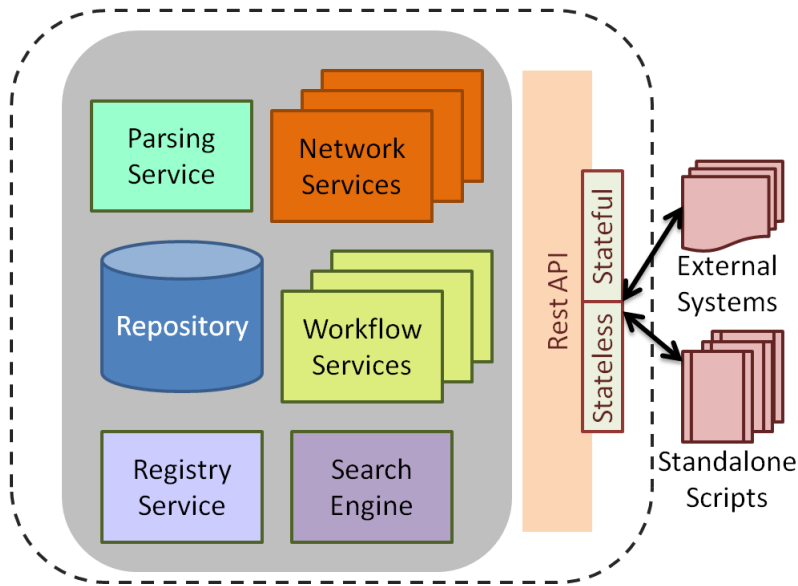 Parsing
Service
Network
Services
Repository
Workflow
Services
Registry
Service
Search
Engine
Rest API
Stateful
Stateless
External
Systems
Standalone
Scripts